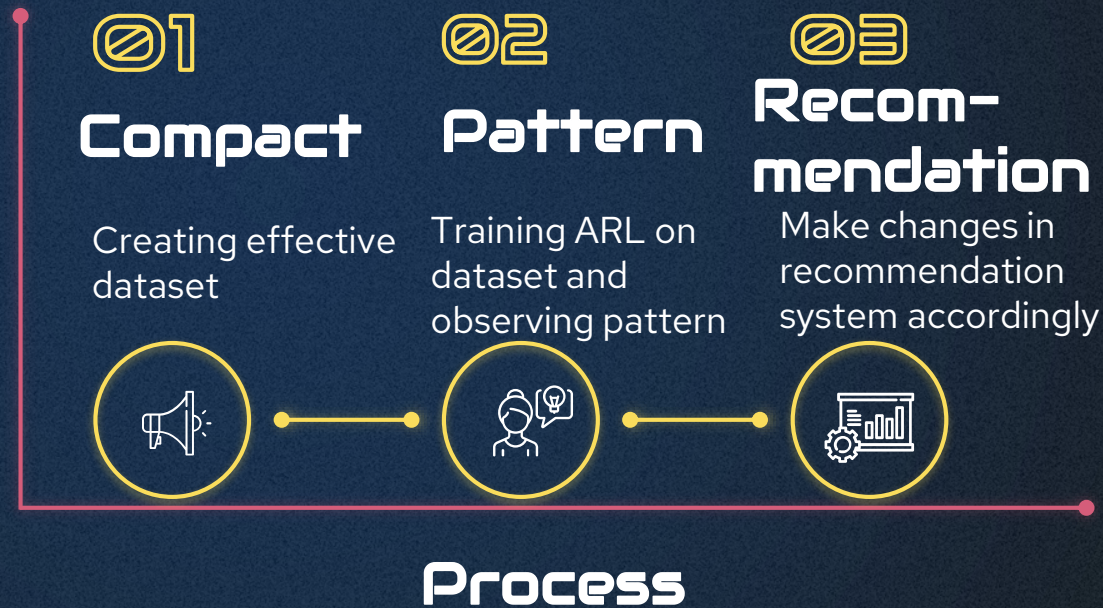 01
Compact
Creating effective
dataset
02
Pattern
Training ARL on
dataset and
observing pattern
03
Recom-
mendation
Make changes in
recommendation
system accordingly
Process